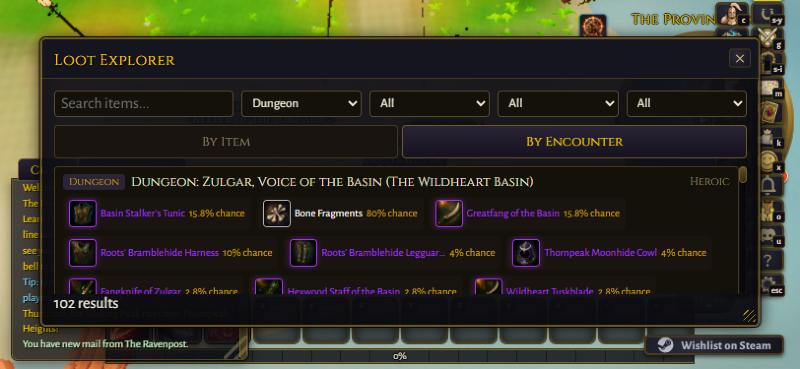 The Provin
c
s-y
g
Loot Explorer
s-i
Search items...
Dungeon
All
All
All
m
By Item
By Encounter
k
Dungeon
Dungeon: Zulgar, Voice of the Basin (The Wildheart Basin)
Heroic
x
Basin Stalker's Tunic 15.8% chance
Bone Fragments 80% chance
Greatfang of the Basin 15.8% chance
o
Roots' Bramblehide Harness 10% chance
Roots' Bramblehide Legguar... 4% chance
Thornpeak Moonhide Cowl 4% chance
u
Fangknife of Zulgar 2.8% chance
Hexwood Staff of the Basin 2.8% chance
Wildheart Tuskblade 2.8% chance
?
esc
102 results
Heights!
You have new mail from The Ravenpost.
Wishlist on Steam
0%